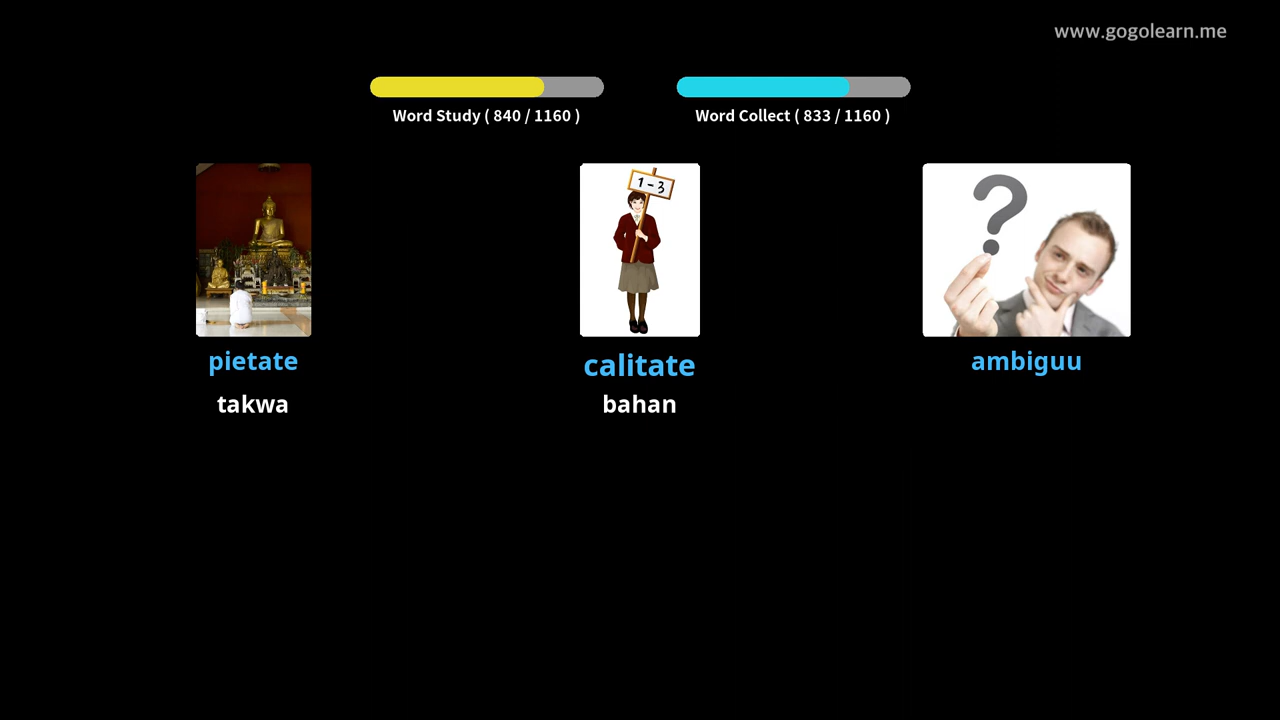 www.gogolearn.me
Word Study ( 840 / 1160 )
Word Collect ( 833 / 1160 )
1 - 3
?
pietate
calitate
ambiguu
takwa
bahan